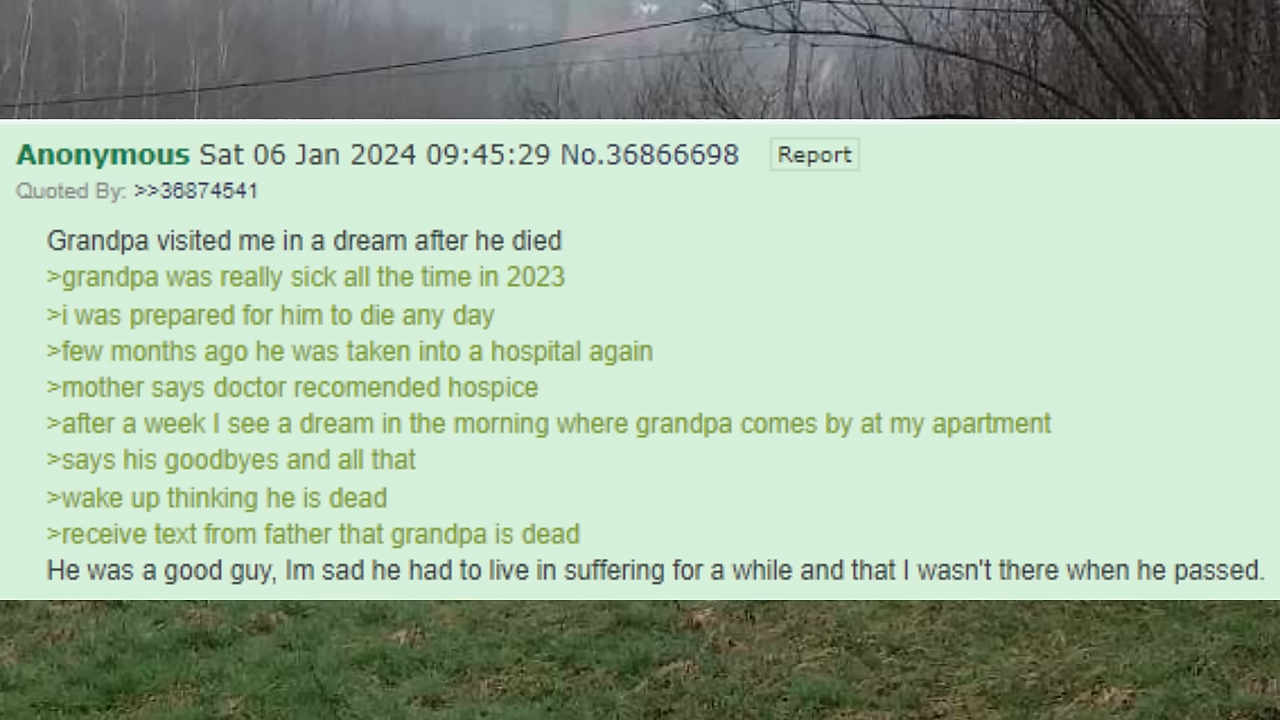 Anonymous Sat 06 Jan 2024 09:45:29 No.36866698 Report
Quoted By: >>36874541
Grandpa visited me in a dream after he died
>grandpa was really sick all the time in 2023
>i was prepared for him to die any day
>few months ago he was taken into a hospital again
>mother says doctor recomended hospice
>after a week I see a dream in the morning where grandpa comes by at my apartment
>says his goodbyes and all that
>wake up thinking he is dead
>receive text from father that grandpa is dead
He was a good guy, Im sad he had to live in suffering for a while and that I wasn't there when he passed.